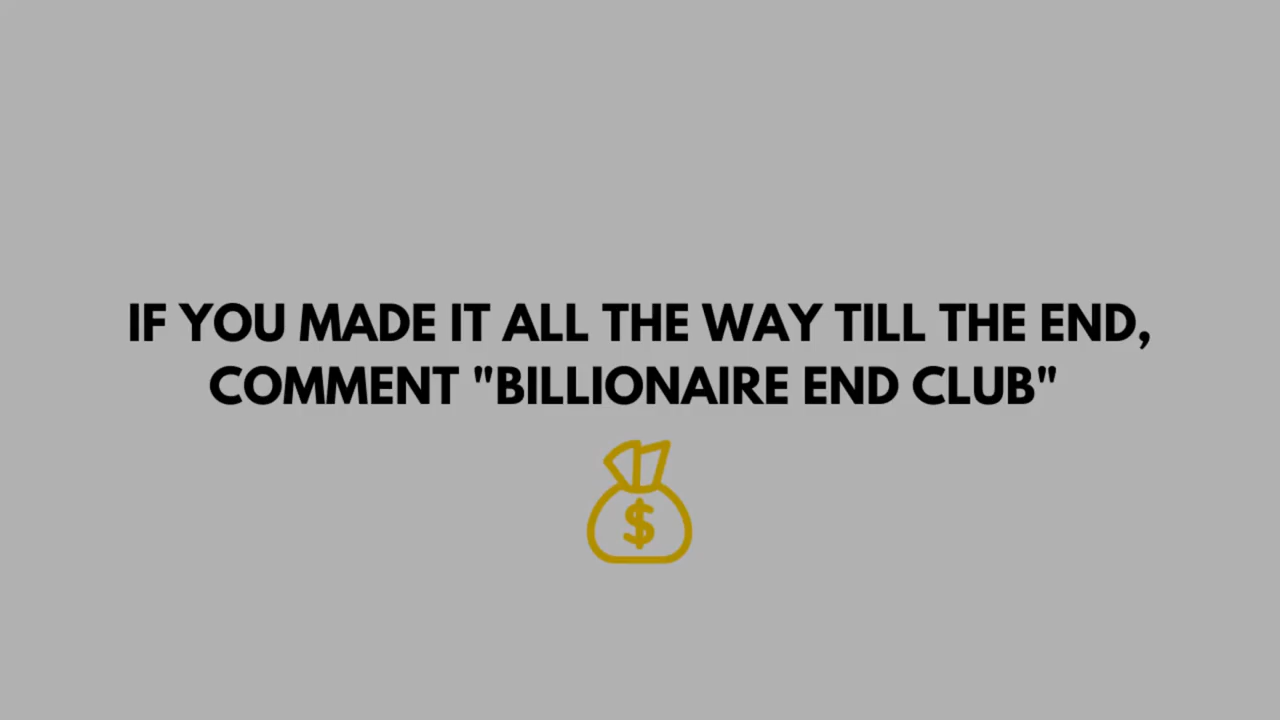 IF YOU MADE IT ALL THE WAY TILL THE END,
COMMENT "BILLIONAIRE END CLUB"
$